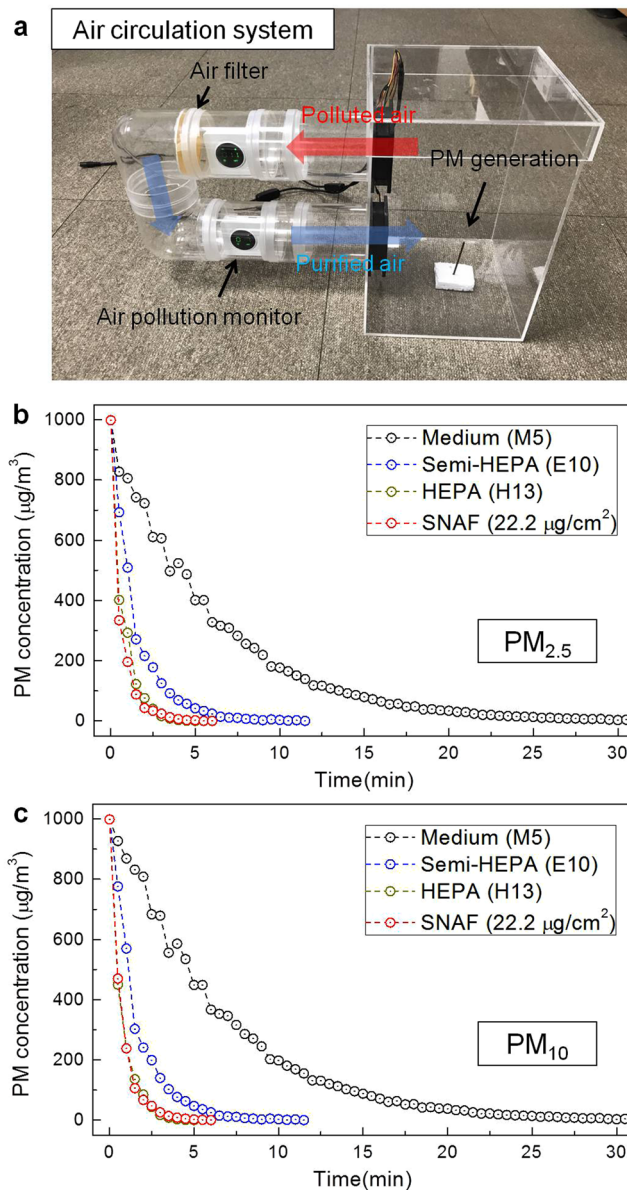 a
Air circulation system
Air filter
Polluted air
PM generation
Purified air
Air pollution monitor
b
1000
800
600
400
200
0
PM concentration (μg/m³)
Medium (M5)
Semi-HEPA (E10)
HEPA (H13)
SNAF (22.2 μg/cm²)
PM₂.₅
0 5 10 15 20 25 30
Time(min)
c
1000
800
600
400
200
0
PM concentration (μg/m³)
Medium (M5)
Semi-HEPA (E10)
HEPA (H13)
SNAF (22.2 μg/cm²)
PM₁₀
0 5 10 15 20 25 30
Time(min)